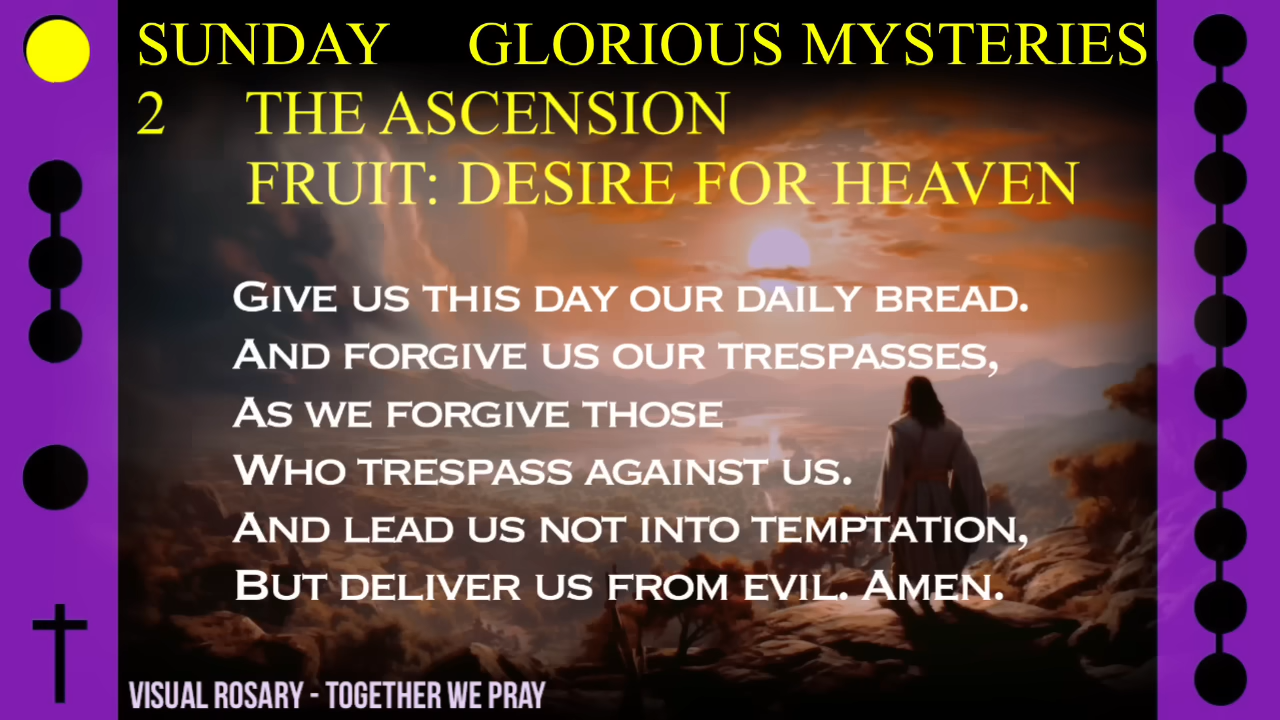 SUNDAY GLORIOUS MYSTERIES
2 THE ASCENSION
FRUIT: DESIRE FOR HEAVEN
GIVE US THIS DAY OUR DAILY BREAD.
AND FORGIVE US OUR TRESPASSES,
AS WE FORGIVE THOSE
WHO TRESPASS AGAINST US.
AND LEAD US NOT INTO TEMPTATION,
BUT DELIVER US FROM EVIL. AMEN.
VISUAL ROSARY - TOGETHER WE PRAY